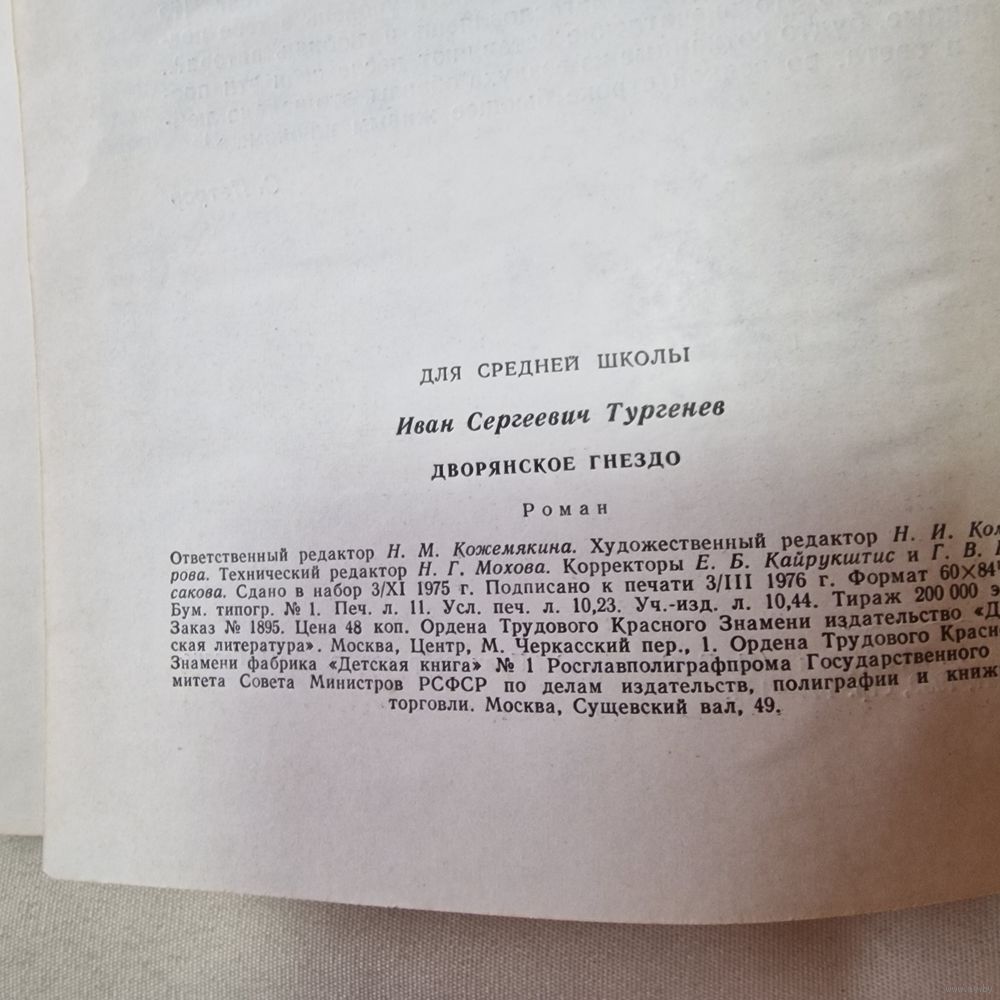 ДЛЯ СРЕДНЕЙ ШКОЛЫ
Иван Сергеевич Тургенев
ДВОРЯНСКОЕ ГНЕЗДО
Роман
Ответственный редактор Н. М. Кожемякина. Художественный редактор Н. И.
рова. Технический редактор Н. Г. Мохова. Корректоры Е. Б. Кайрукштис и Г. В.
сакова. Сдано в набор 3/XI 1975 г. Подписано к печати 3/III 1976 г. Формат 60×84
Бум. типогр. № 1. Печ. л. 11. Усл. печ. л. 10,23. Уч.-изд. л. 10,44. Тираж 200 000
Заказ № 1895. Цена 48 коп. Ордена Трудового Красного Знамени издательство
ская литература». Москва, Центр, М. Черкасский пер., 1. Ордена Трудового
Знамени фабрика «Детская книга» № 1 Росглавполиграфпрома Государственного
митета Совета Министров РСФСР по делам издательств, полиграфии и
торговли. Москва, Сущевский вал, 49.